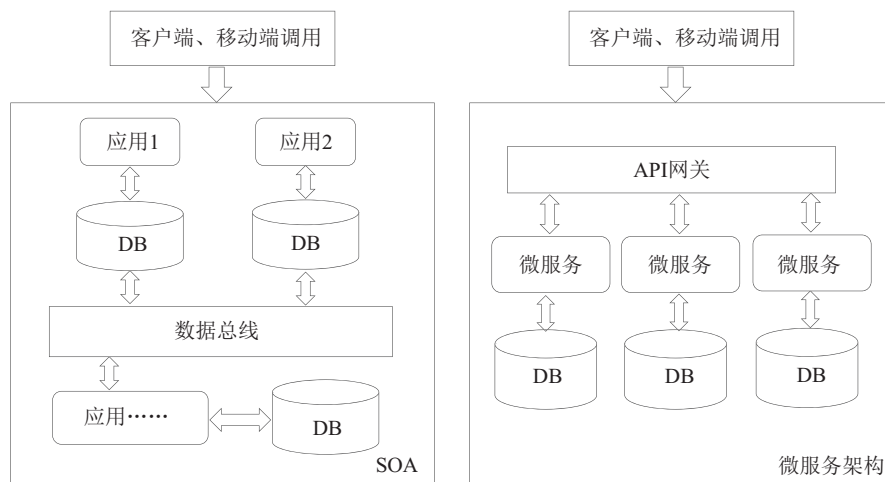 客户端、移动端调用
应用1
应用2
DB
DB
数据总线
应用……
DB
SOA
客户端、移动端调用
API网关
微服务
微服务
微服务
DB
DB
DB
微服务架构